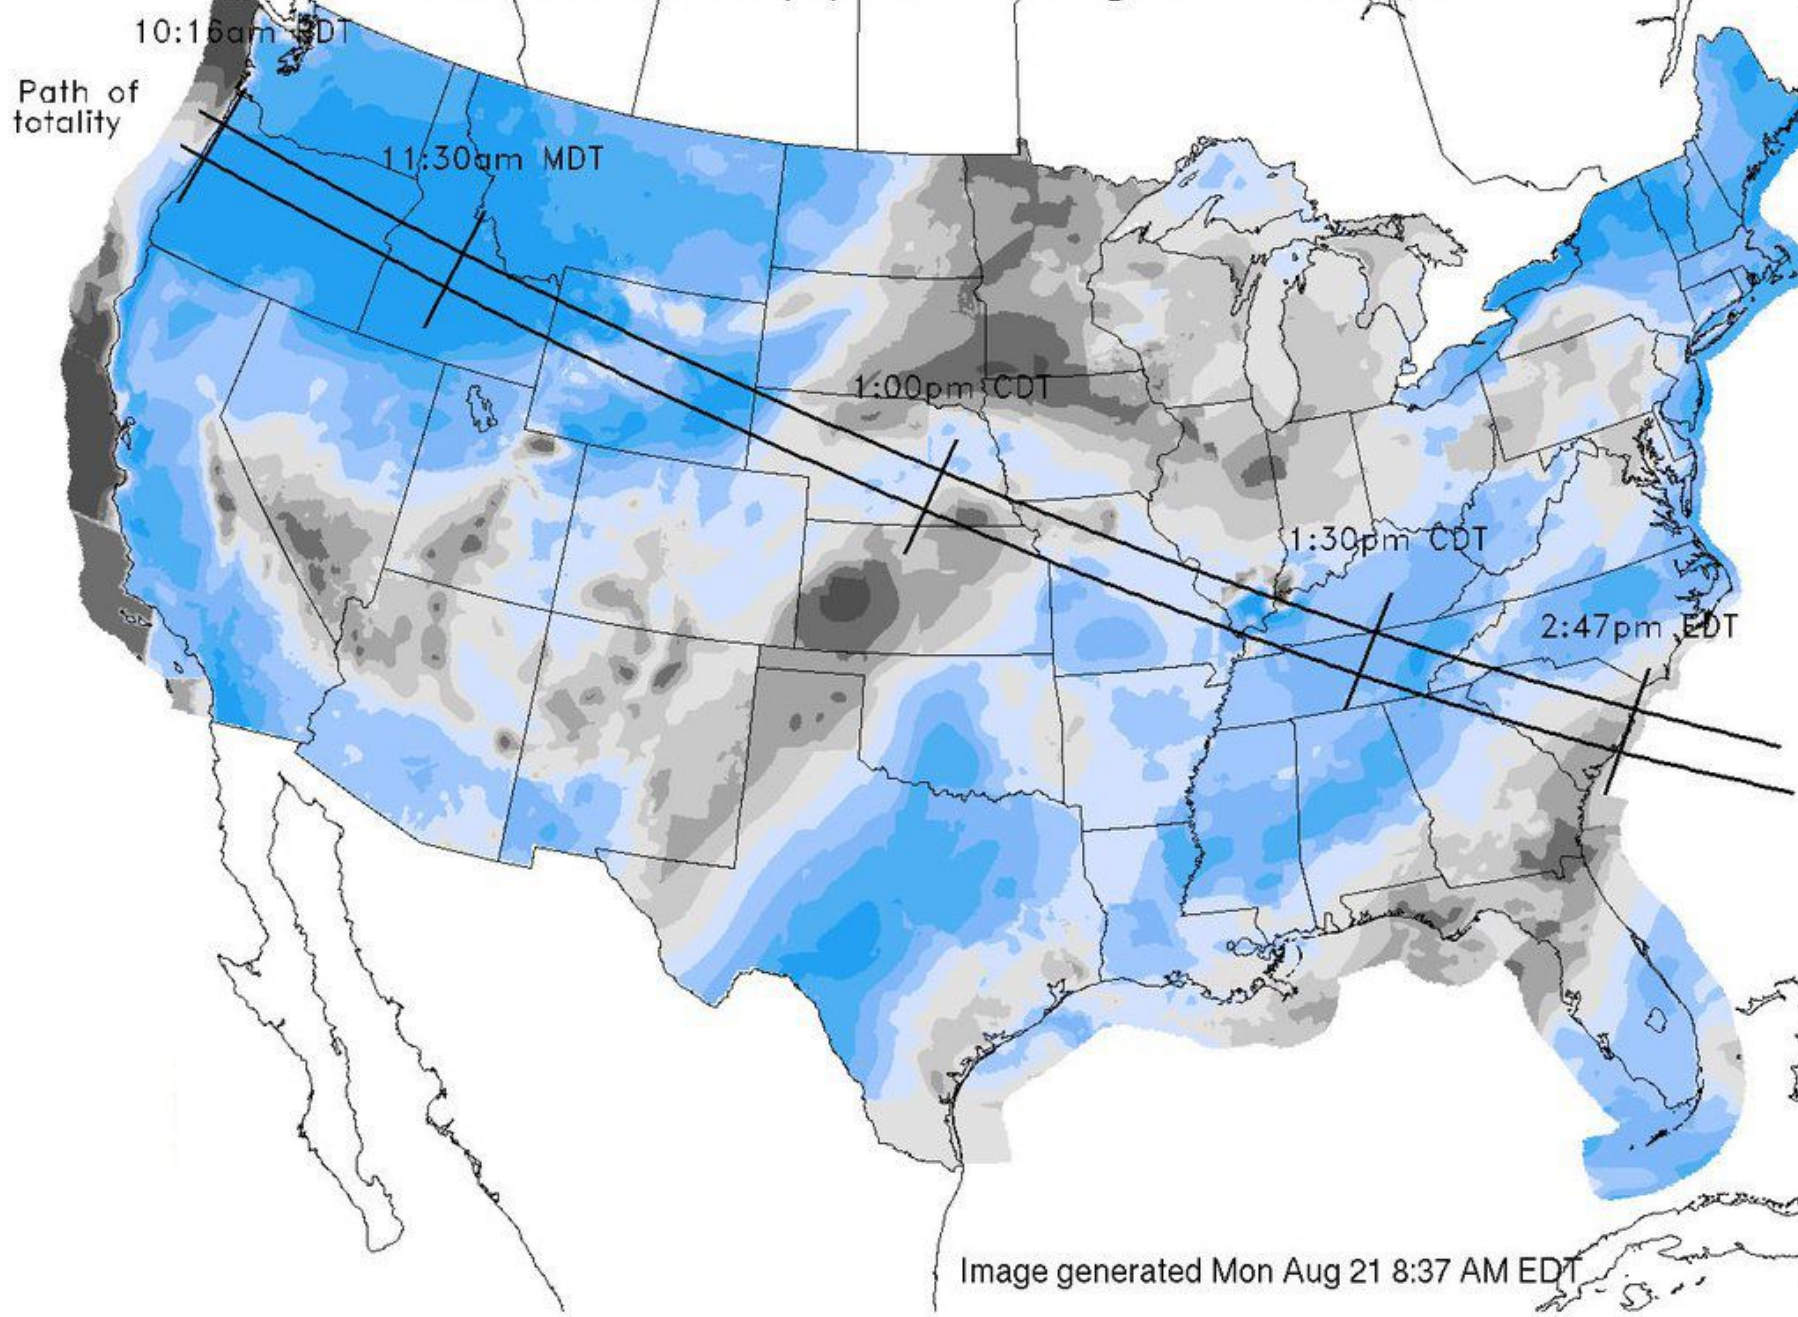 10:16am PDT
Path of
totality
11:30am MDT
1:00pm CDT
1:30pm CDT
2:47pm EDT
Image generated Mon Aug 21 8:37 AM EDT